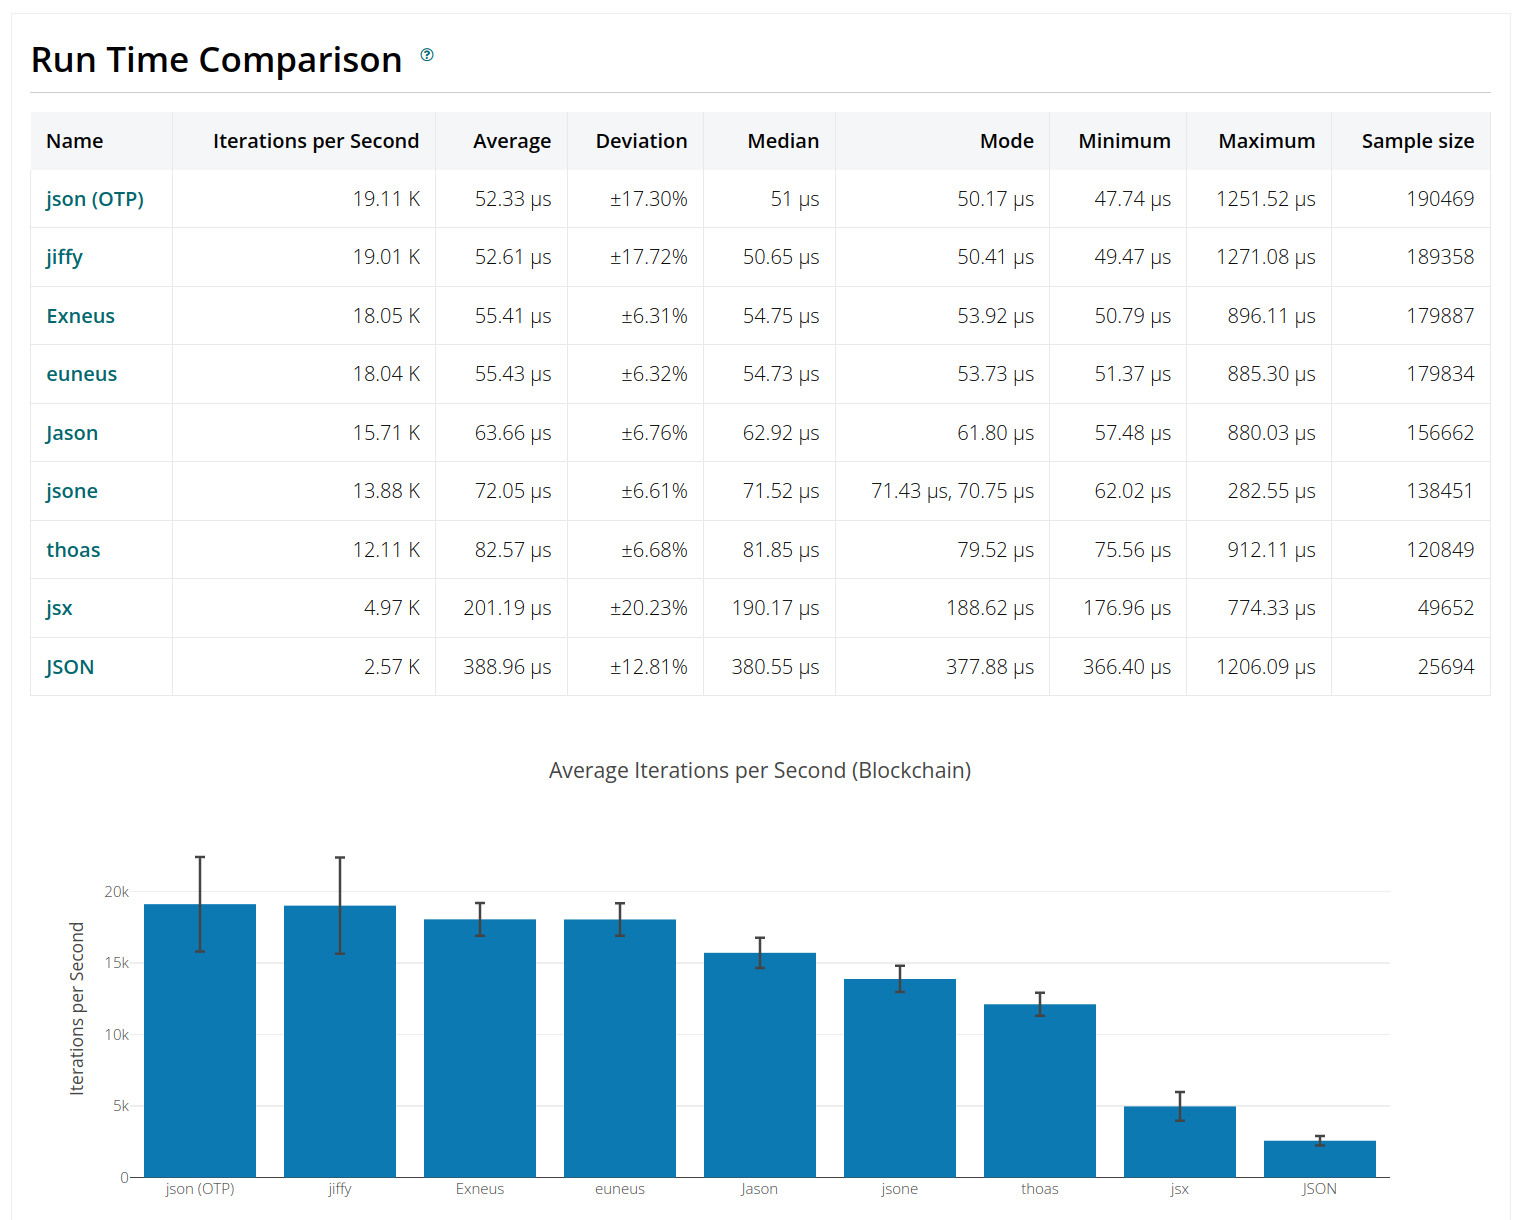 Run Time Comparison ?
Name Iterations per Second Average Deviation Median Mode Minimum Maximum Sample size
json (OTP) 19.11 K 52.33 µs ±17.30% 51 µs 50.17 µs 47.74 µs 1251.52 µs 190469
jiffy 19.01 K 52.61 µs ±17.72% 50.65 µs 50.41 µs 49.47 µs 1271.08 µs 189358
Exneus 18.05 K 55.41 µs ±6.31% 54.75 µs 53.92 µs 50.79 µs 896.11 µs 179887
euneus 18.04 K 55.43 µs ±6.32% 54.73 µs 53.73 µs 51.37 µs 885.30 µs 179834
Jason 15.71 K 63.66 µs ±6.76% 62.92 µs 61.80 µs 57.48 µs 880.03 µs 156662
jsone 13.88 K 72.05 µs ±6.61% 71.52 µs 71.43 µs, 70.75 µs 62.02 µs 282.55 µs 138451
thoas 12.11 K 82.57 µs ±6.68% 81.85 µs 79.52 µs 75.56 µs 912.11 µs 120849
jsx 4.97 K 201.19 µs ±20.23% 190.17 µs 188.62 µs 176.96 µs 774.33 µs 49652
JSON 2.57 K 388.96 µs ±12.81% 380.55 µs 377.88 µs 366.40 µs 1206.09 µs 25694
Average Iterations per Second (Blockchain)
Iterations per Second
20k
15k
10k
5k
0
json (OTP) jiffy Exneus euneus Jason jsone thoas jsx JSON